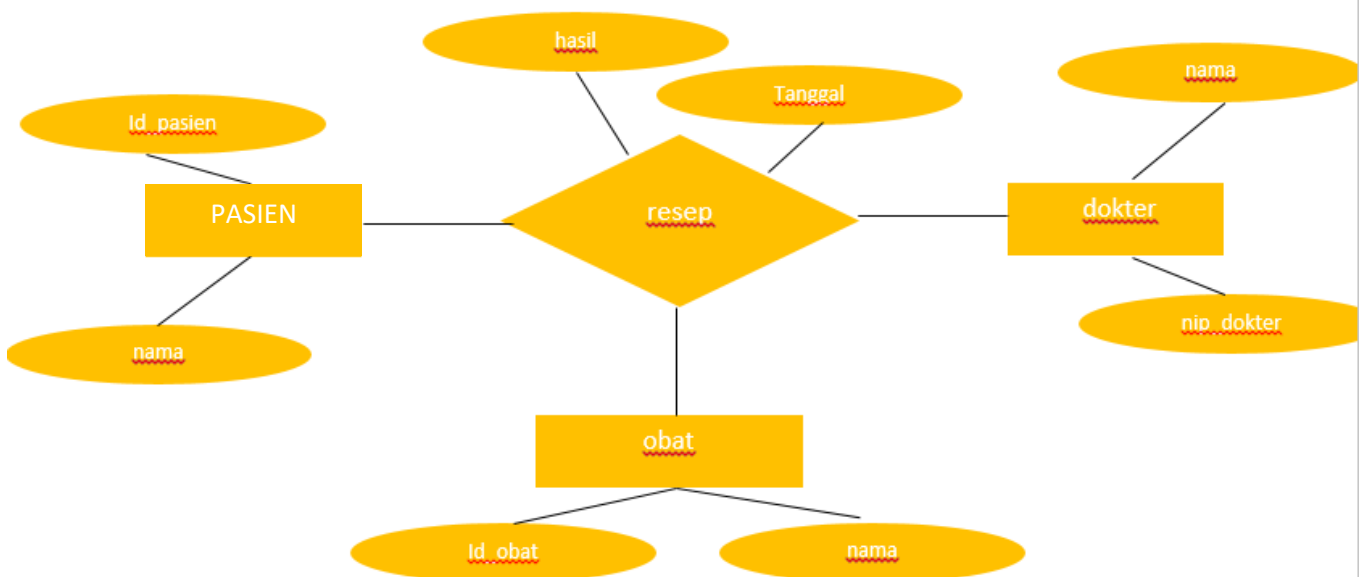 hasil
Tanggal
nama
Id_pasien
PASIEN
resep
dokter
nip_dokter
nama
obat
Id_obat
nama